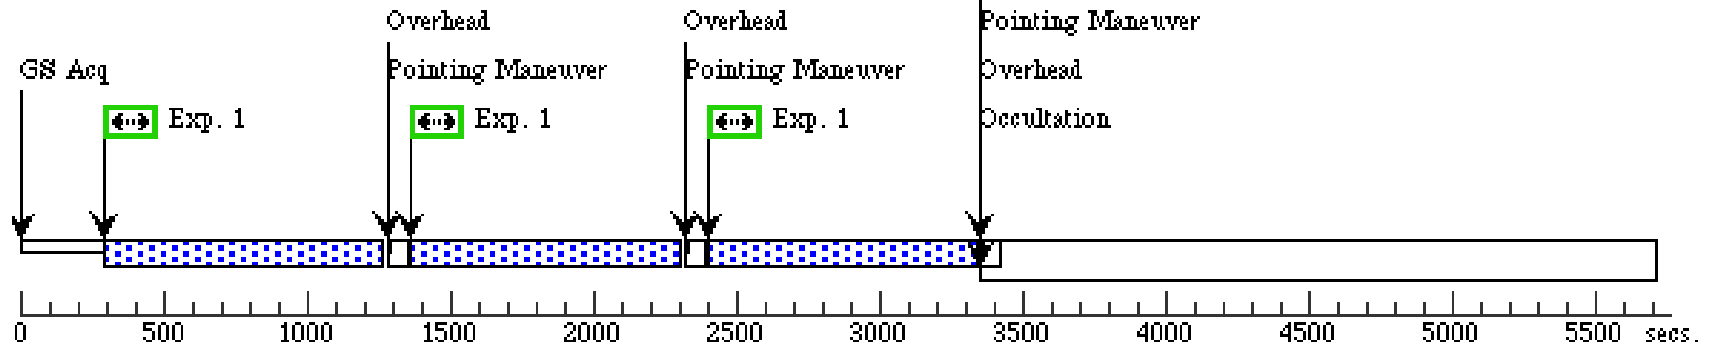 Overhead Overhead Pointing Maneuver
GS Acq Pointing Maneuver Pointing Maneuver Overhead
Exp. 1 Exp. 1 Exp. 1 Occultation
0 500 1000 1500 2000 2500 3000 3500 4000 4500 5000 5500 secs.